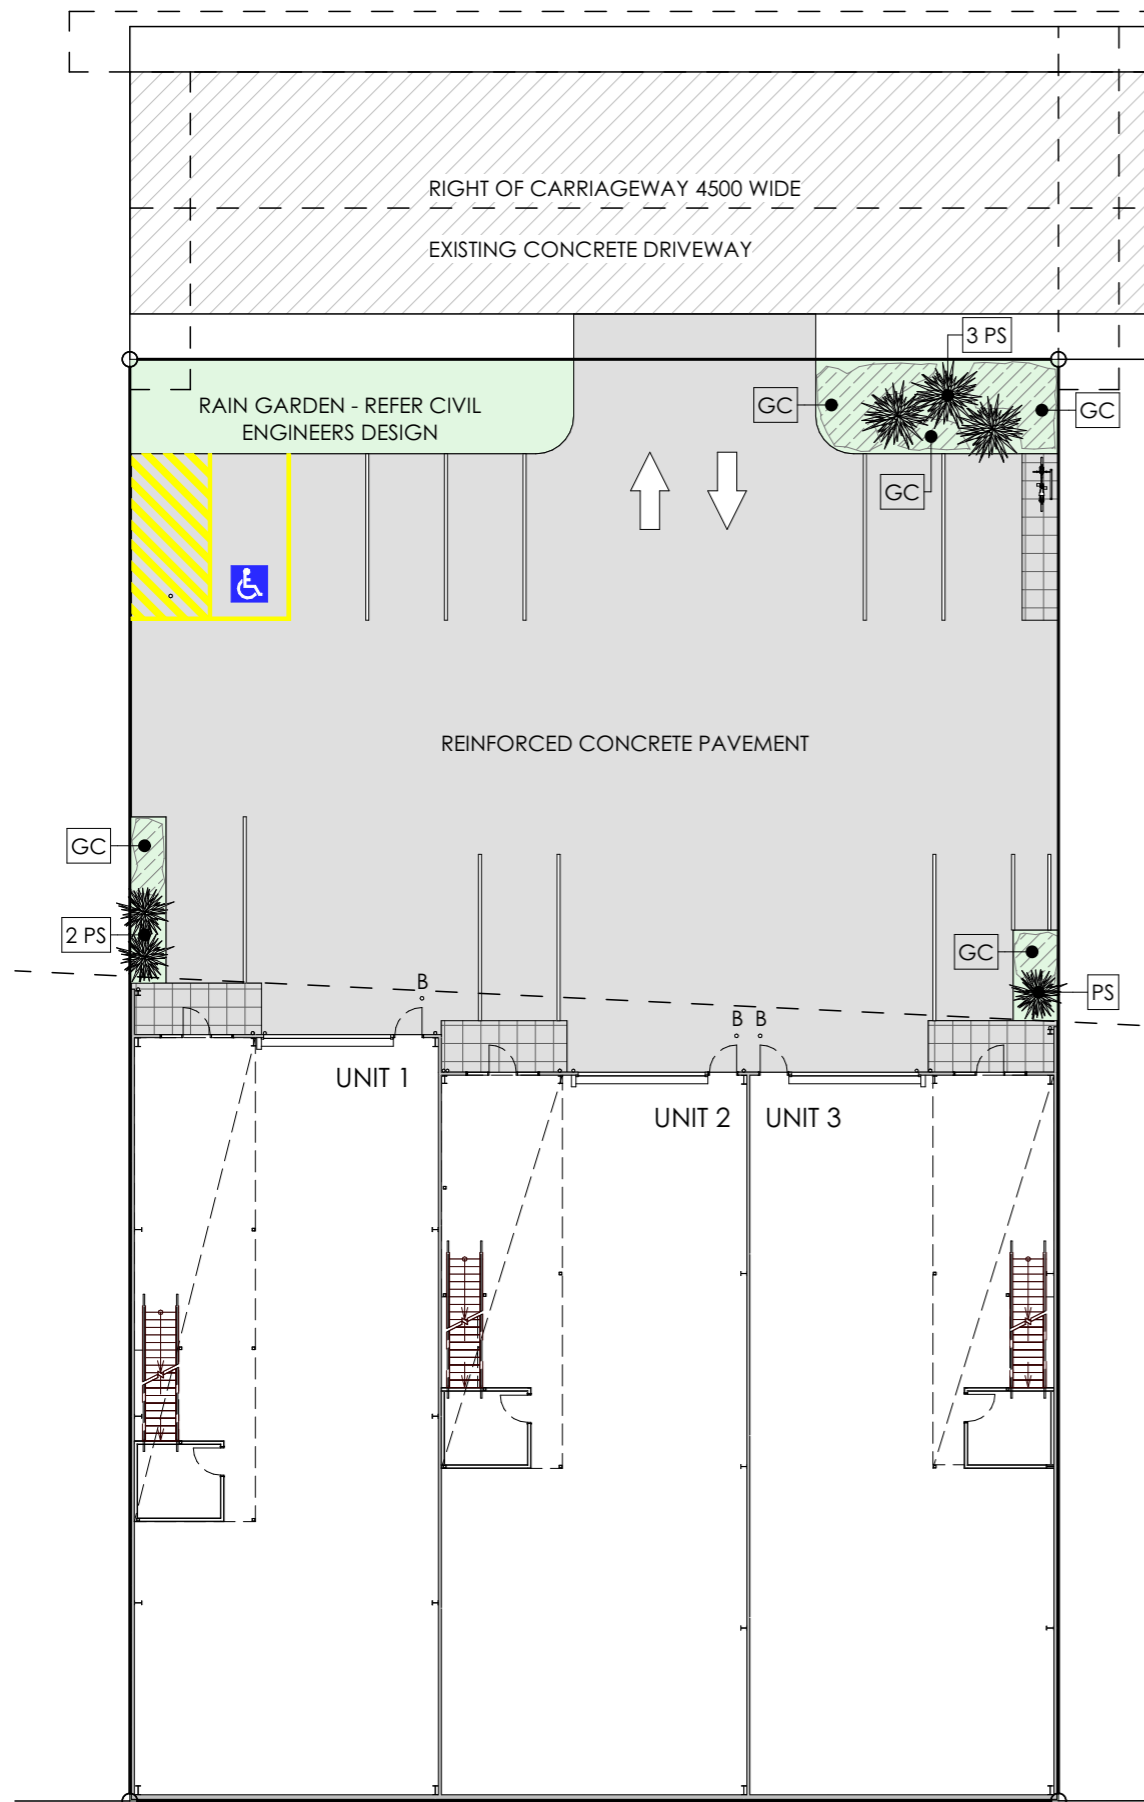 RIGHT OF CARRIAGEWAY 4500 WIDE
EXISTING CONCRETE DRIVEWAY
3 PS
RAIN GARDEN - REFER CIVIL
ENGINEERS DESIGN
GC
GC
GC
REINFORCED CONCRETE PAVEMENT
GC
2 PS
GC
PS
B
B B
UNIT 1
UNIT 2
UNIT 3